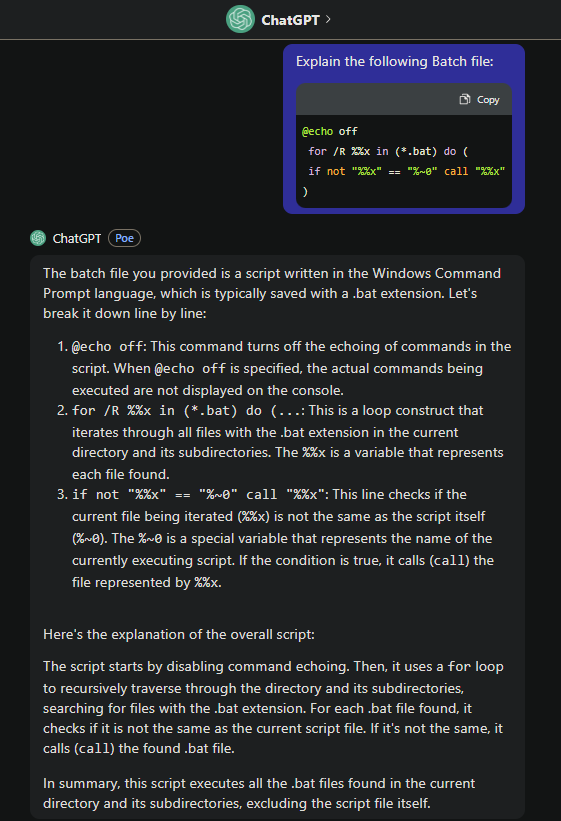 ChatGPT >
Explain the following Batch file:
Copy
@echo off
for /R %%x in (*.bat) do (
if not "%%x" == "%~0" call "%%x"
)
ChatGPT Poe
The batch file you provided is a script written in the Windows Command
Prompt language, which is typically saved with a .bat extension. Let's
break it down line by line:
1. @echo off: This command turns off the echoing of commands in the
script. When @echo off is specified, the actual commands being
executed are not displayed on the console.
2. for /R %%x in (*.bat) do (...: This is a loop construct that
iterates through all files with the .bat extension in the current
directory and its subdirectories. The %%x is a variable that represents
each file found.
3. if not "%%x" == "%~0" call "%%x": This line checks if the
current file being iterated (%%x) is not the same as the script itself
(%~0). The %~0 is a special variable that represents the name of the
currently executing script. If the condition is true, it calls (call) the
file represented by %%x.
Here's the explanation of the overall script:
The script starts by disabling command echoing. Then, it uses a for loop
to recursively traverse through the directory and its subdirectories,
searching for files with the .bat extension. For each .bat file found, it
checks if it is not the same as the current script file. If it's not the same, it
calls (call) the found .bat file.
In summary, this script executes all the .bat files found in the current
directory and its subdirectories, excluding the script file itself.